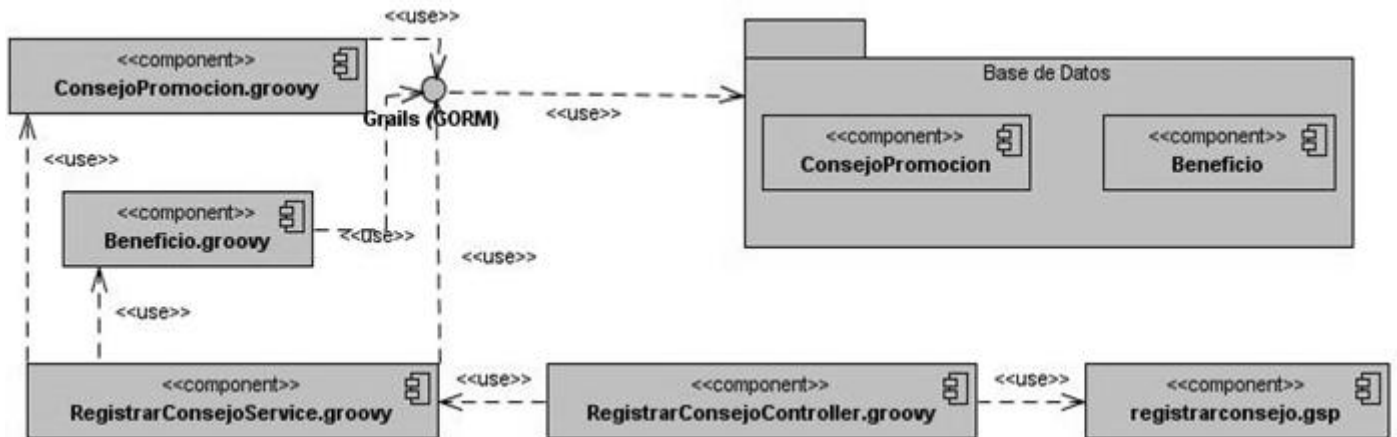 <<use>>
<<use>>
<<component>>
ConsejoPromocion.groovy
Base de Datos
Grails (GORM)
<<use>>
<<component>>
ConsejoPromocion
<<component>>
Beneficio
<<use>>
<<component>>
Beneficio.groovy
<<use>>
<<use>>
<<use>>
<<component>>
RegistrarConsejoService.groovy
<<use>>
<<component>>
RegistrarConsejoController.groovy
<<use>>
<<component>>
registrarconsejo.gsp